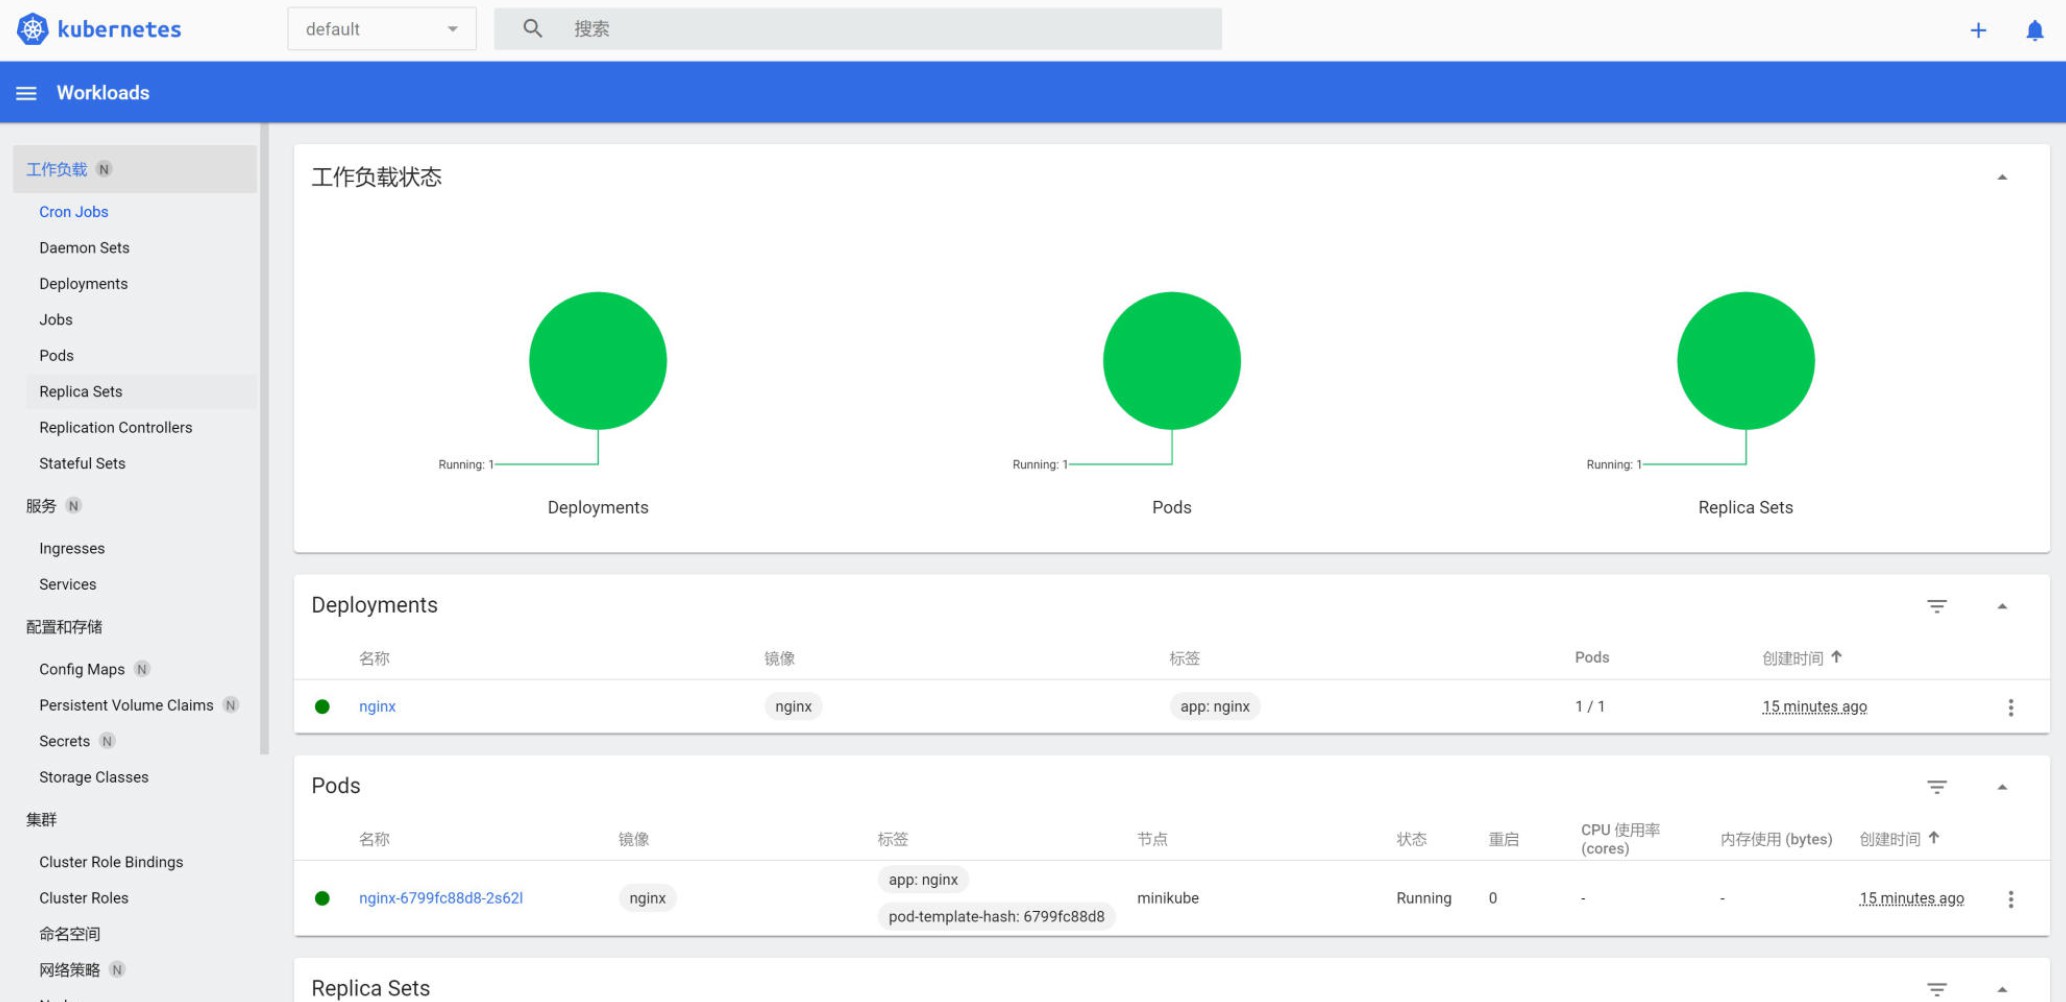 kubernetes
default
搜索
Workloads
工作负载 N
Cron Jobs
Daemon Sets
Deployments
Jobs
Pods
Replica Sets
Replication Controllers
Stateful Sets
服务 N
Ingresses
Services
配置和存储
Config Maps N
Persistent Volume Claims N
Secrets N
Storage Classes
集群
Cluster Role Bindings
Cluster Roles
命名空间
网络策略 N
工作负载状态
Running: 1
Deployments
Running: 1
Pods
Running: 1
Replica Sets
Deployments
名称 镜像 标签 Pods 创建时间
nginx nginx app: nginx 1 / 1 15 minutes ago
Pods
名称 镜像 标签 节点 状态 重启 CPU 使用率 (cores) 内存使用 (bytes) 创建时间
nginx-6799fc88d8-2s62l nginx app: nginx minikube Running 0 - - 15 minutes ago
pod-template-hash: 6799fc88d8
Replica Sets